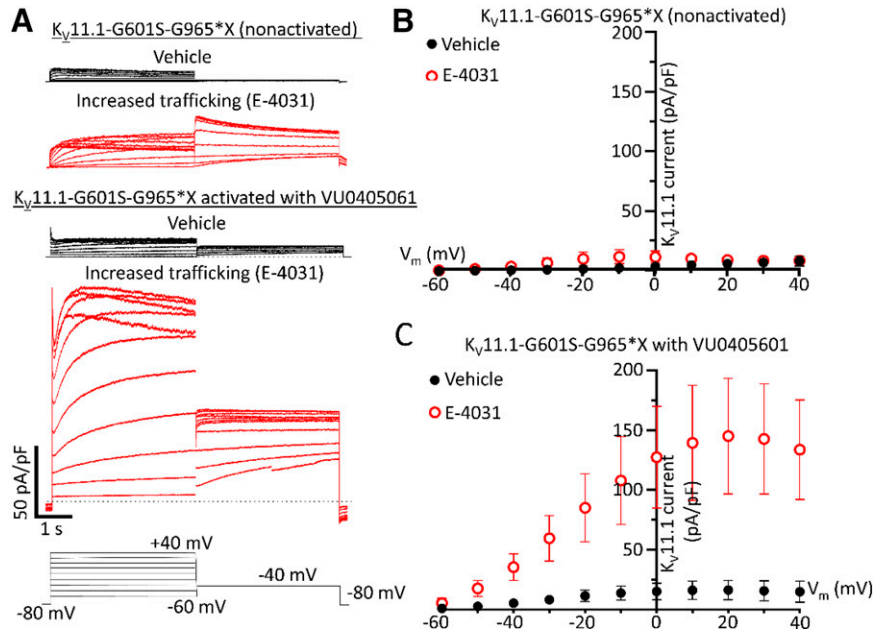 A
KV11.1-G601S-G965*X (nonactivated)
Vehicle
Increased trafficking (E-4031)
KV11.1-G601S-G965*X activated with VU0405061
Vehicle
Increased trafficking (E-4031)
50 pA/pF
1 s
+40 mV
-40 mV
-80 mV
-60 mV
-80 mV
B
KV11.1-G601S-G965*X (nonactivated)
Vehicle
E-4031
200
150
100
50
KV11.1 current (pA/pF)
Vm (mV)
-60 -40 -20 0 20 40
C
KV11.1-G601S-G965*X with VU0405601
Vehicle
E-4031
200
150
100
50
KV11.1 current
(pA/pF)
Vm (mV)
-60 -40 -20 0 20 40